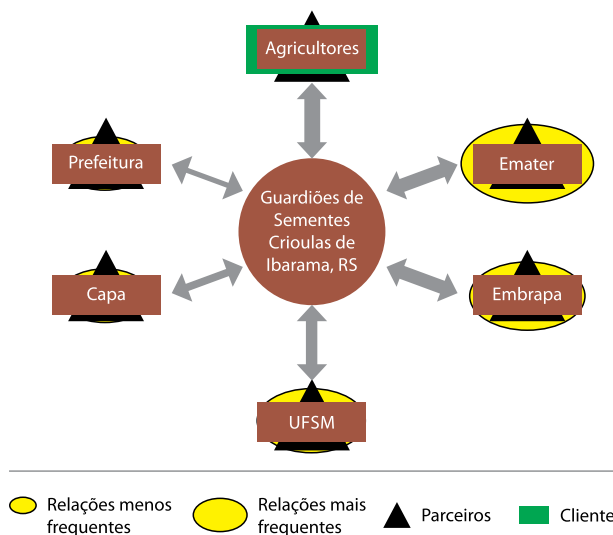 Agricultores
Prefeitura
Emater
Guardiões de
Sementes
Crioulas de
Ibarama, RS
Capa
Embrapa
UFSM
Relações menos
frequentes
Relações mais
frequentes
Parceiros
Cliente